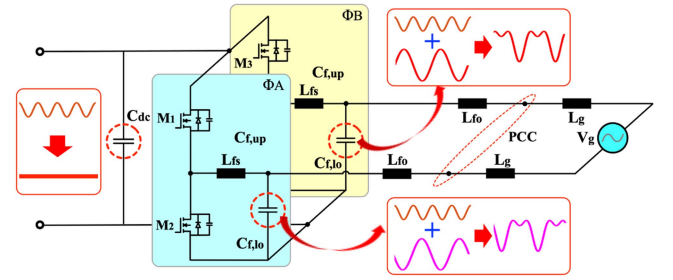 ΦB
M3
Cf,up
ΦA
Cdc
M1
Lfs
Cf,up
Lfo
Lg
PCC
Vg
Lfs
Cf,lo
Lfo
Lg
M2
Cf,lo